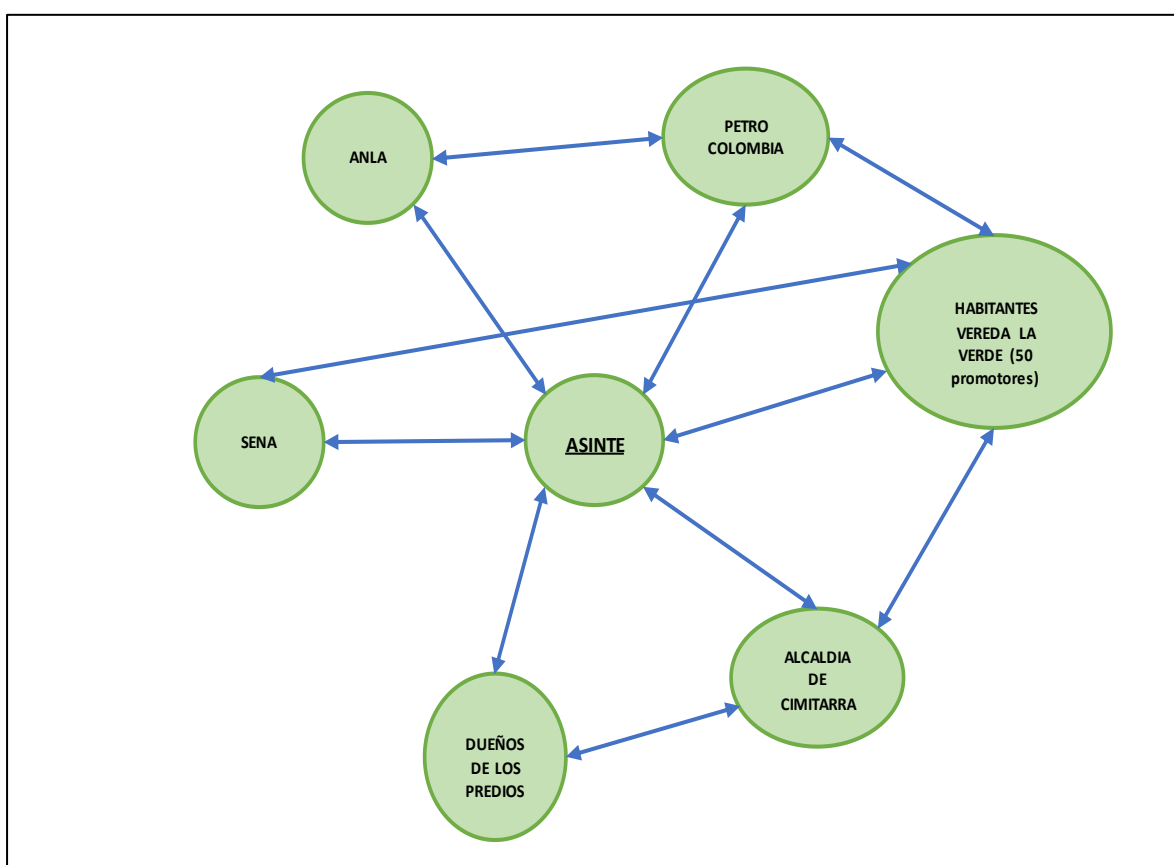 PETRO
COLOMBIA
ANLA
HABITANTES
VEREDA LA
VERDE (50
promotores)
SENA
ASINTE
ALCALDIA
DE
CIMITARRA
DUEÑOS
DE LOS
PREDIOS